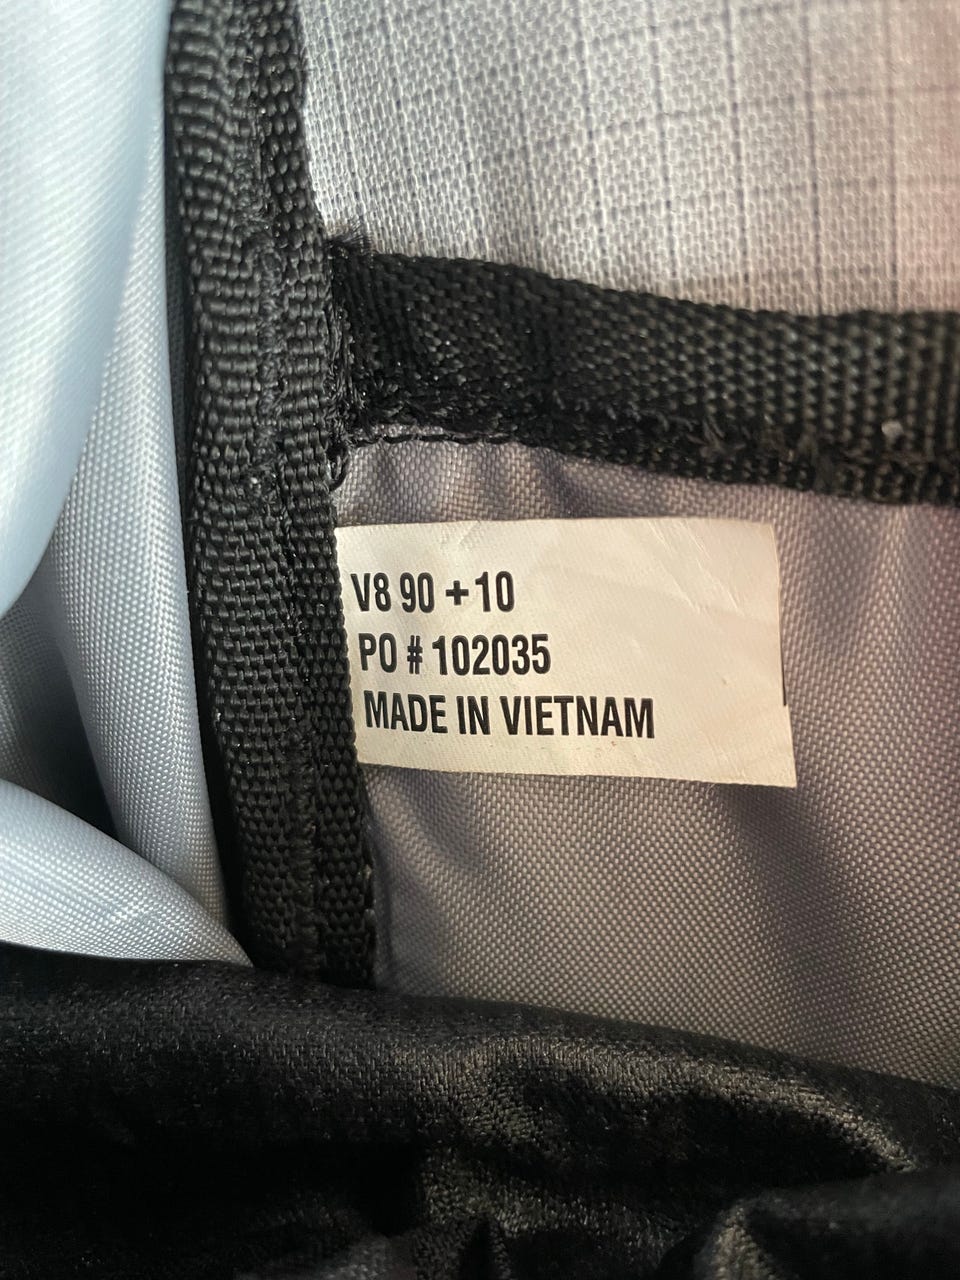 V8 90 + 10
PO # 102035
MADE IN VIETNAM